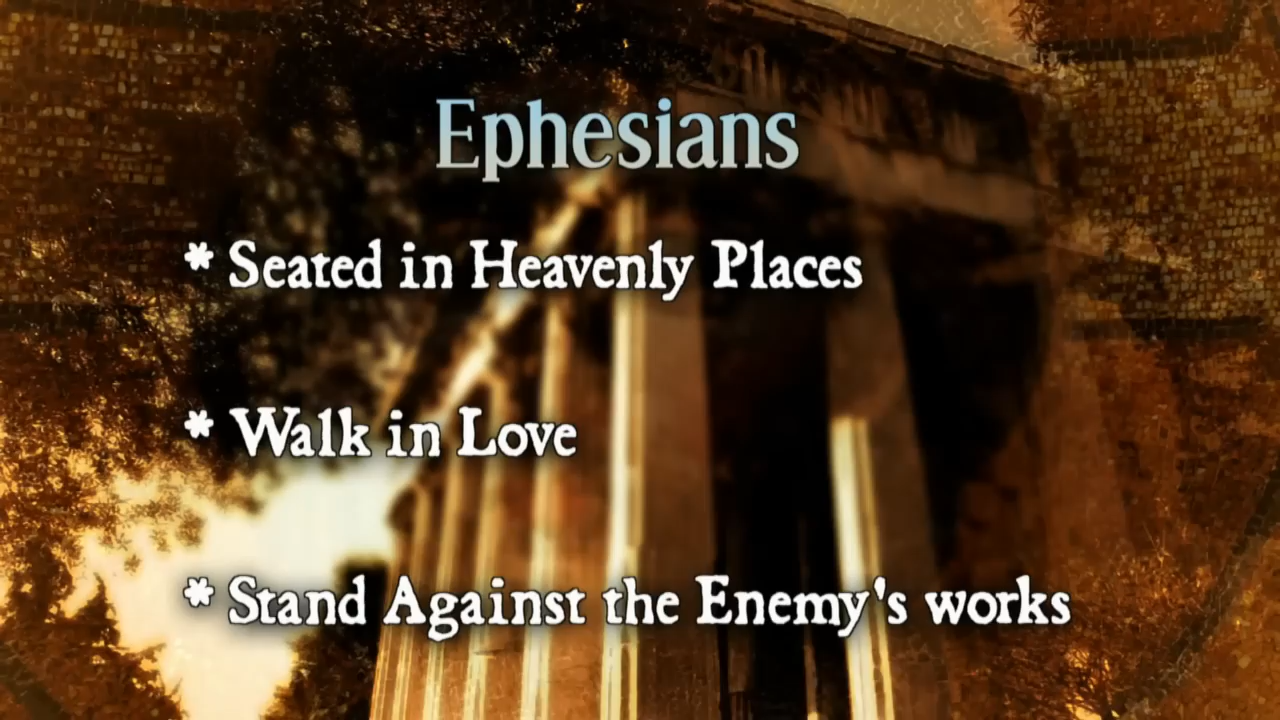 Ephesians
* Seated in Heavenly Places
* Walk in Love
* Stand Against the Enemy's works